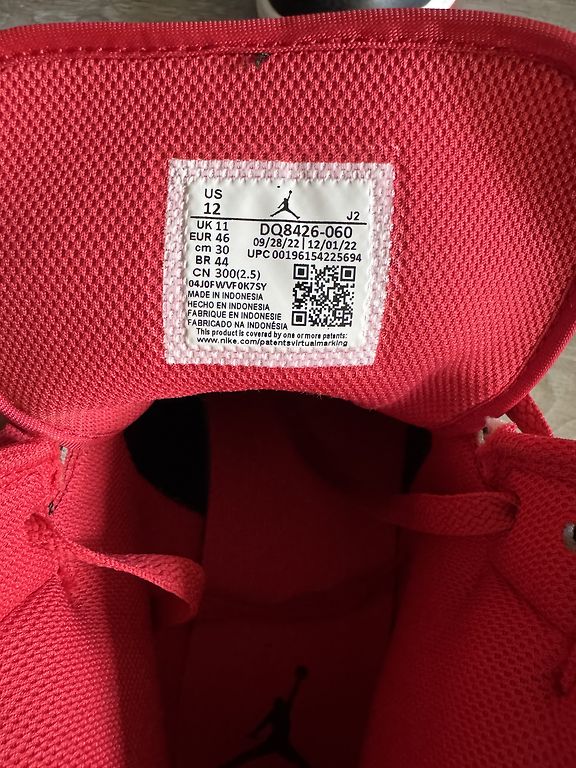 US
12
J2
UK 11
DQ8426-060
EUR 46
09/28/22 | 12/01/22
cm 30
UPC 00196154225694
BR 44
CN 300(2.5)
04J0FWVF0K7SY
MADE IN INDONESIA
HECHO EN INDONESIA
FABRIQUE EN INDONESIE
FABRICADO NA INDONÉSIA
This product is covered by one or more patents:
www.nike.com/patentsvirtualmarking